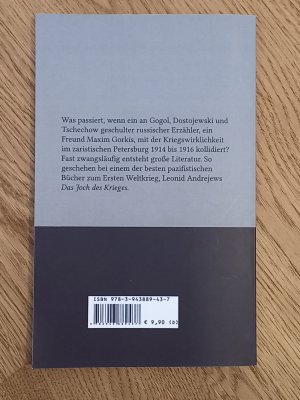 Was passiert, wenn ein an Gogol, Dostojewski und
Tschechow geschulter russischer Erzähler, ein
Freund Maxim Gorkis, mit der Kriegswirklichkeit
im zaristischen Petersburg 1914 bis 1916 kollidiert?
Fast zwangsläufig entsteht große Literatur. So
geschehen bei einem der besten pazifistischen
Bücher zum Ersten Weltkrieg, Leonid Andrejews
Das Joch des Krieges.
ISBN 978-3-943889-43-7
€ 9,90 (D)